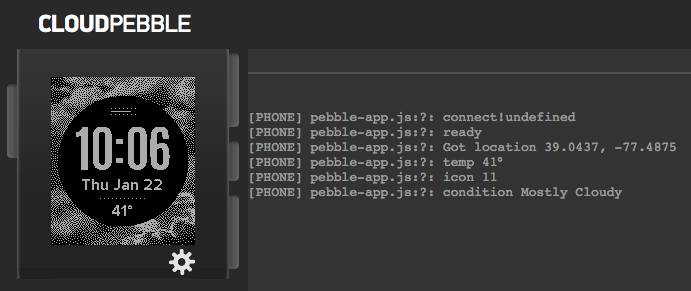 CLOUDPEBBLE
10:06
Thu Jan 22
41°
[PHONE] pebble-app.js:?: connect!undefined
[PHONE] pebble-app.js:?: ready
[PHONE] pebble-app.js:?: Got location 39.0437, -77.4875
[PHONE] pebble-app.js:?: temp 41°
[PHONE] pebble-app.js:?: icon 11
[PHONE] pebble-app.js:?: condition Mostly Cloudy